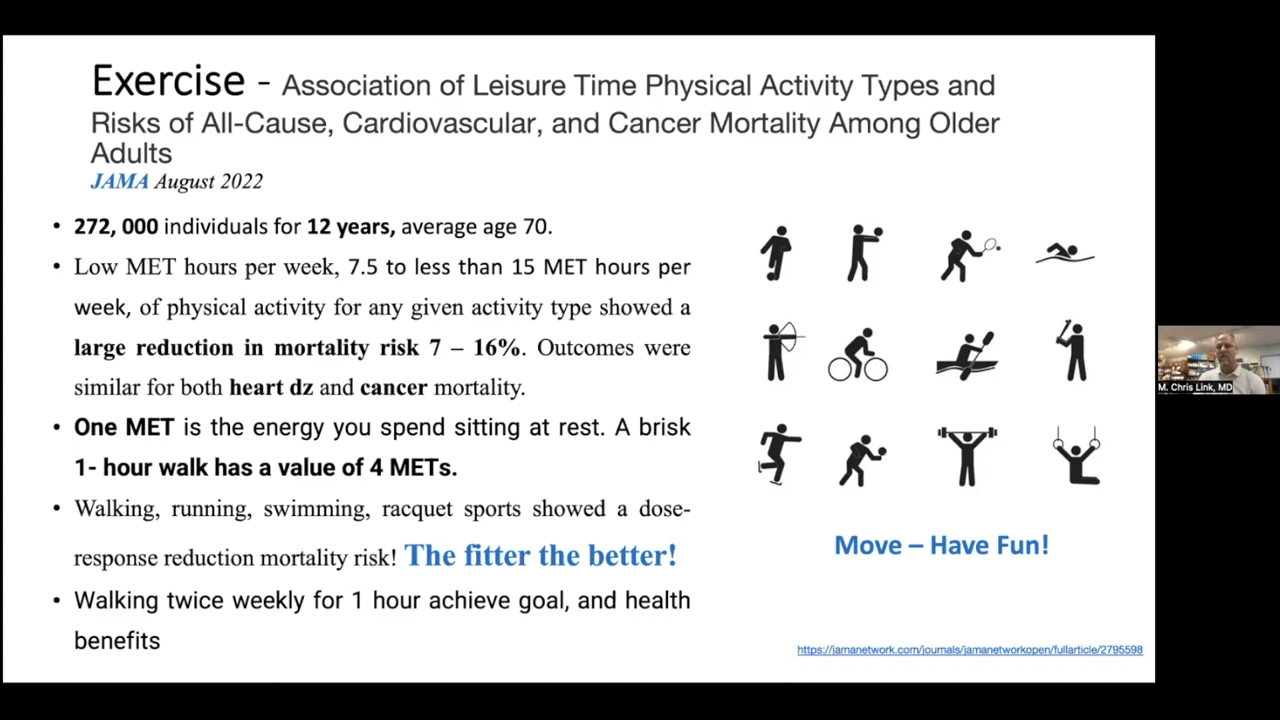 Exercise - Association of Leisure Time Physical Activity Types and
Risks of All-Cause, Cardiovascular, and Cancer Mortality Among Older
Adults
JAMA August 2022
• 272, 000 individuals for 12 years, average age 70.
• Low MET hours per week, 7.5 to less than 15 MET hours per
week, of physical activity for any given activity type showed a
large reduction in mortality risk 7 – 16%. Outcomes were
similar for both heart dz and cancer mortality.
• One MET is the energy you spend sitting at rest. A brisk
1- hour walk has a value of 4 METs.
• Walking, running, swimming, racquet sports showed a dose-
response reduction mortality risk! The fitter the better!
• Walking twice weekly for 1 hour achieve goal, and health
benefits
Move – Have Fun!
https://jamanetwork.com/journals/jamanetworkopen/fullarticle/2795598
M. Chris Link, MD